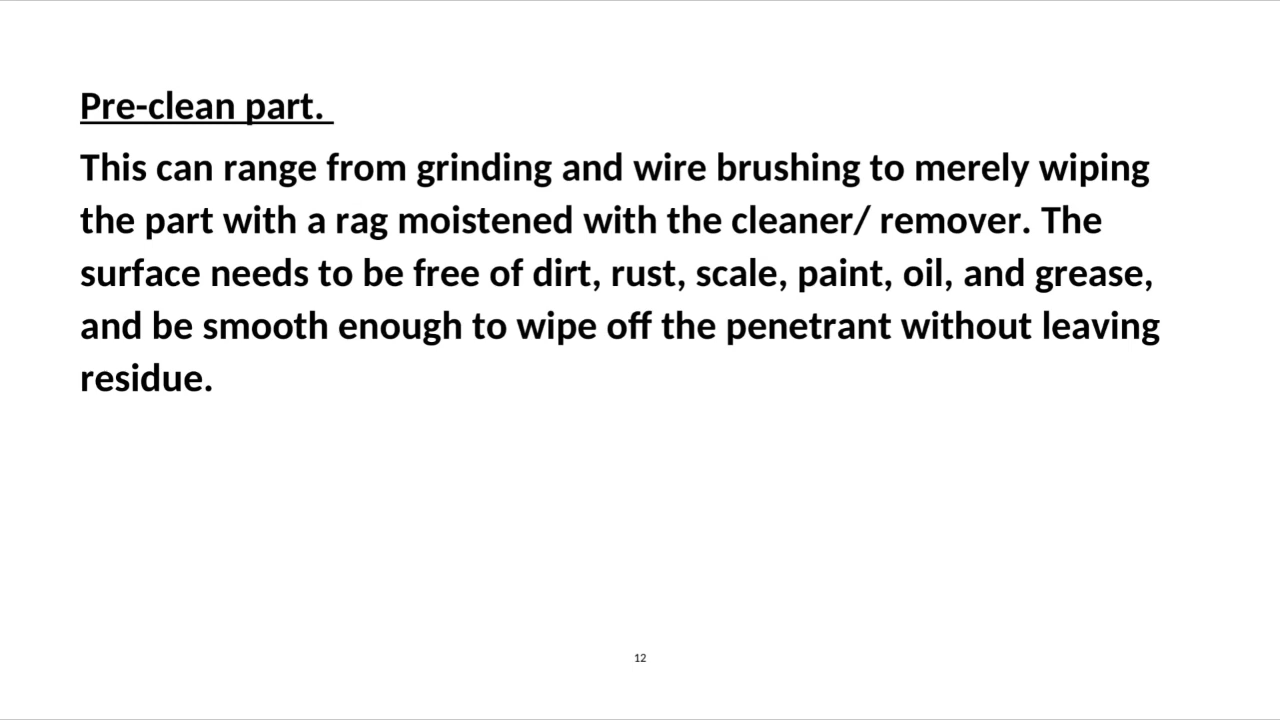 Pre-clean part.
This can range from grinding and wire brushing to merely wiping
the part with a rag moistened with the cleaner/ remover. The
surface needs to be free of dirt, rust, scale, paint, oil, and grease,
and be smooth enough to wipe off the penetrant without leaving
residue.
12